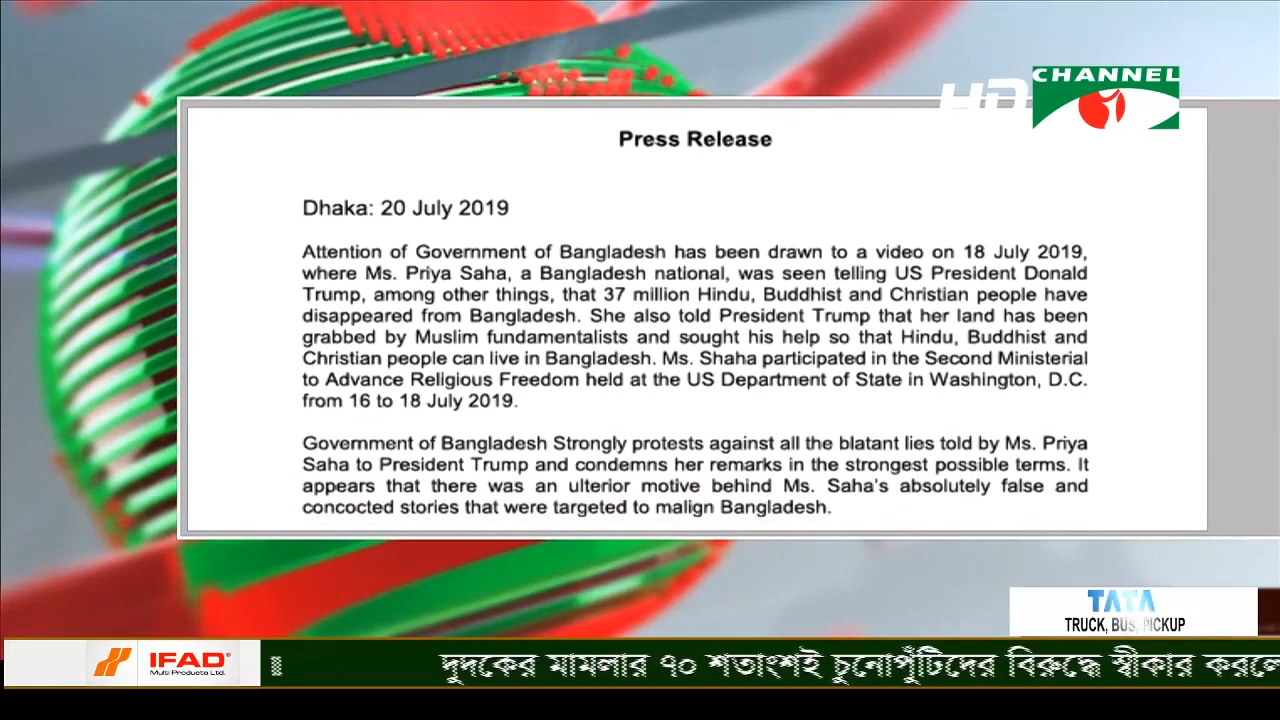 HD CHANNEL
Press Release
Dhaka: 20 July 2019
Attention of Government of Bangladesh has been drawn to a video on 18 July 2019,
where Ms. Priya Saha, a Bangladesh national, was seen telling US President Donald
Trump, among other things, that 37 million Hindu, Buddhist and Christian people have
disappeared from Bangladesh. She also told President Trump that her land has been
grabbed by Muslim fundamentalists and sought his help so that Hindu, Buddhist and
Christian people can live in Bangladesh. Ms. Shaha participated in the Second Ministerial
to Advance Religious Freedom held at the US Department of State in Washington, D.C.
from 16 to 18 July 2019.
Government of Bangladesh Strongly protests against all the blatant lies told by Ms. Priya
Saha to President Trump and condemns her remarks in the strongest possible terms. It
appears that there was an ulterior motive behind Ms. Saha's absolutely false and
concocted stories that were targeted to malign Bangladesh.
TATA
TRUCK, BUS, PICKUP
IFAD
Multi Products Ltd.
দুদকের মামলার ৭০ শতাংশই চুনোপুঁটিদের বিরুদ্ধে স্বীকার